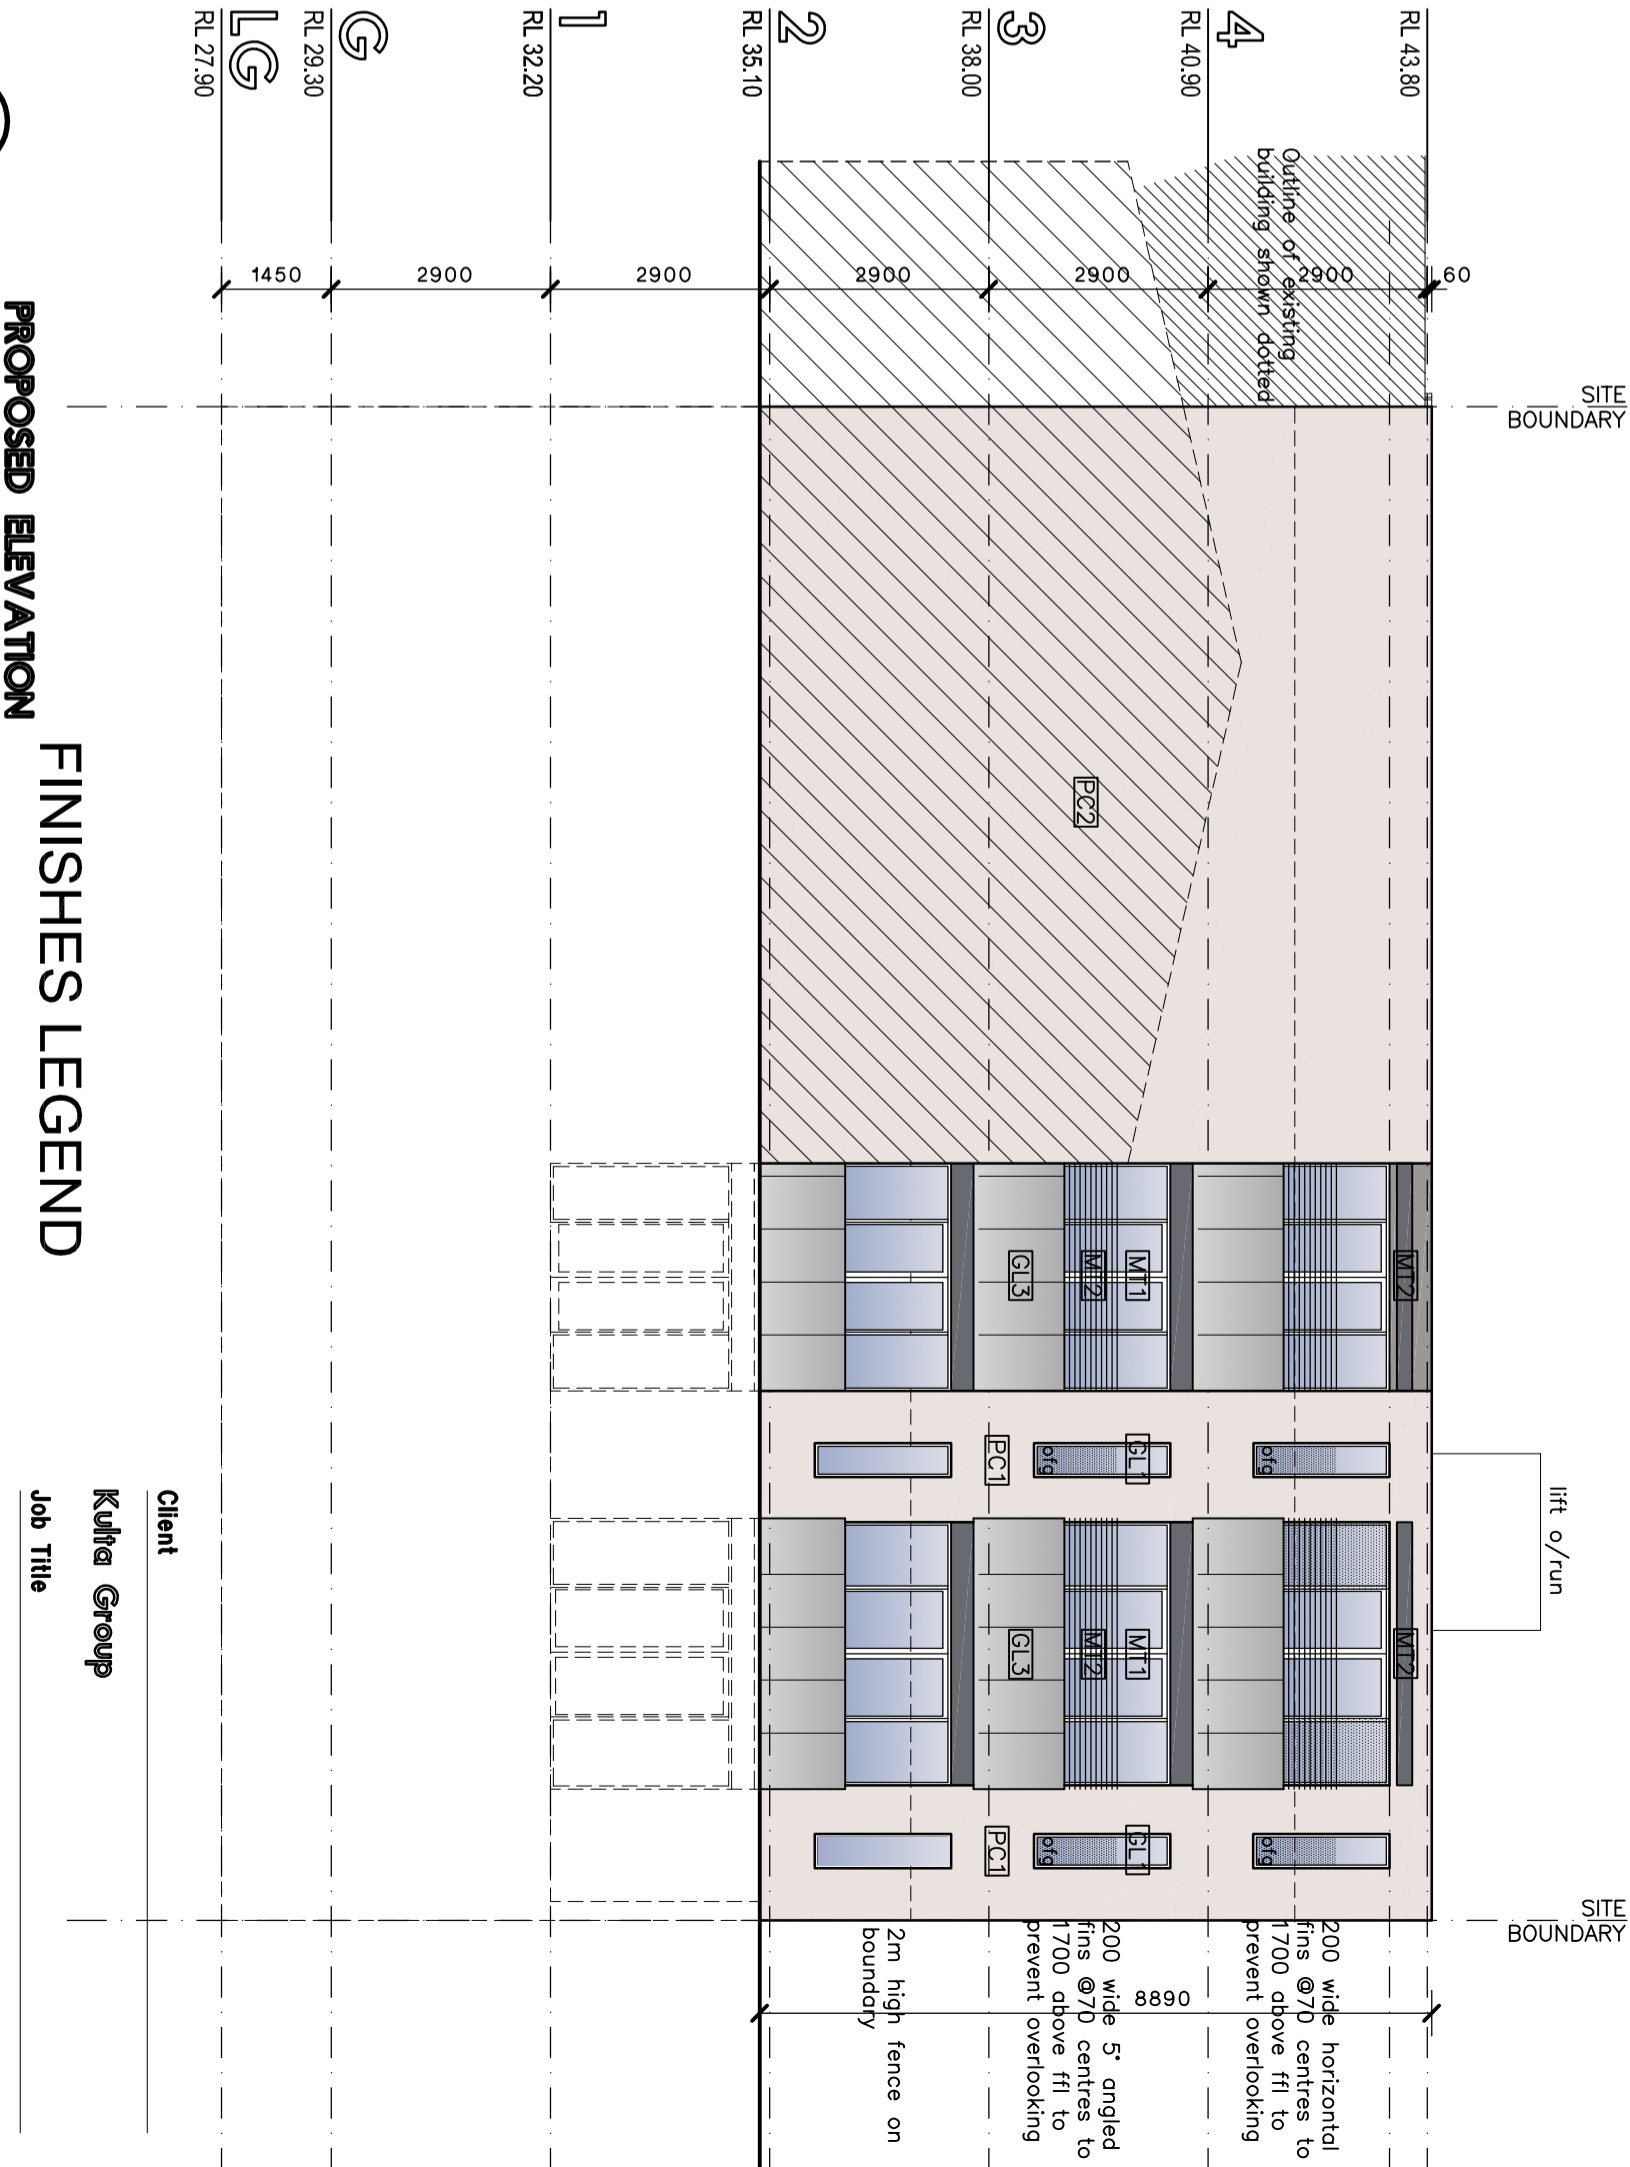 SITE
BOUNDARY
SITE
BOUNDARY
lift o/run
RL 43.80
4
RL 40.90
3
RL 38.00
2
RL 35.10
1
RL 32.20
G
RL 29.30
LG
RL 27.90
60
2900
2900
2900
2900
2900
1450
Outline of existing
building shown dotted
PC2
MT2
MT1
MT2
GL3
ofg
GL1
ofg
PC1
MT2
MT1
MT2
GL3
ofg
GL1
ofg
PC1
200 wide horizontal
fins @70 centres to
1700 above ffl to
prevent overlooking
200 wide 5° angled
fins @70 centres to
1700 above ffl to
prevent overlooking
2m high fence on
boundary
8890
PROPOSED ELEVATION
FINISHES LEGEND
Client
Kulta Group
Job Title